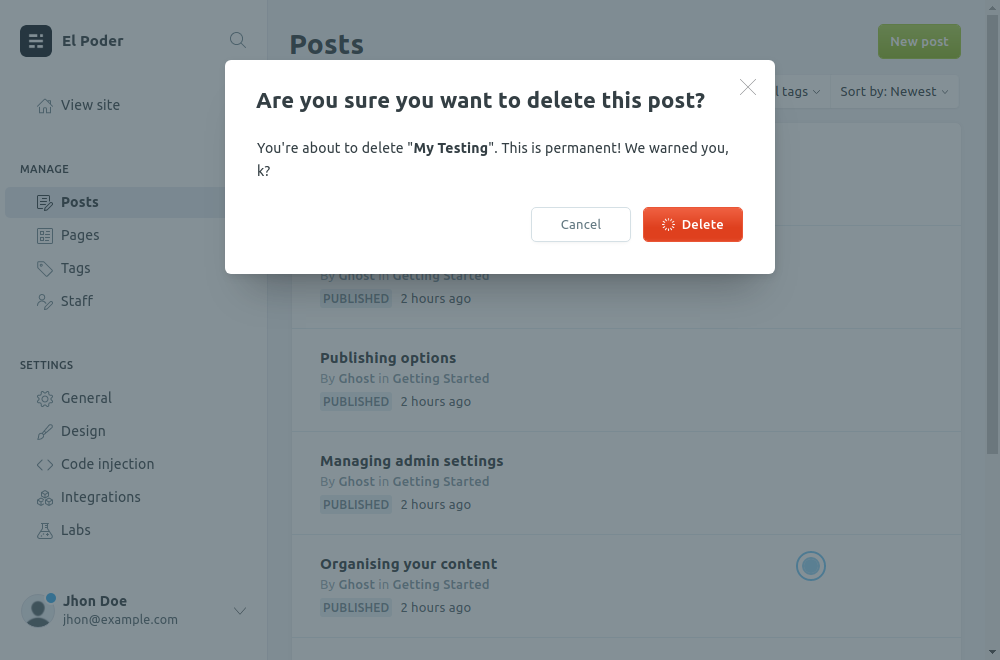 El Poder
View site
MANAGE
Posts
Pages
Tags
Staff
SETTINGS
General
Design
Code injection
Integrations
Labs
Jhon Doe
jhon@example.com
Posts
New post
tags
Sort by: Newest
Are you sure you want to delete this post?
You're about to delete "My Testing". This is permanent! We warned you,
k?
Cancel
Delete
By Ghost in Getting Started
PUBLISHED 2 hours ago
Publishing options
By Ghost in Getting Started
PUBLISHED 2 hours ago
Managing admin settings
By Ghost in Getting Started
PUBLISHED 2 hours ago
Organising your content
By Ghost in Getting Started
PUBLISHED 2 hours ago